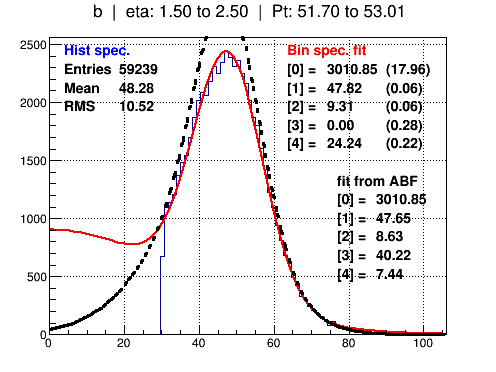 b | eta: 1.50 to 2.50 | Pt: 51.70 to 53.01
Hist spec.
Entries 59239
Mean 48.28
RMS 10.52
Bin spec. fit
[0] = 3010.85 (17.96)
[1] = 47.82 (0.06)
[2] = 9.31 (0.06)
[3] = 0.00 (0.28)
[4] = 24.24 (0.22)
fit from ABF
[0] = 3010.85
[1] = 47.65
[2] = 8.63
[3] = 40.22
[4] = 7.44
2500
2000
1500
1000
500
0
0 20 40 60 80 100